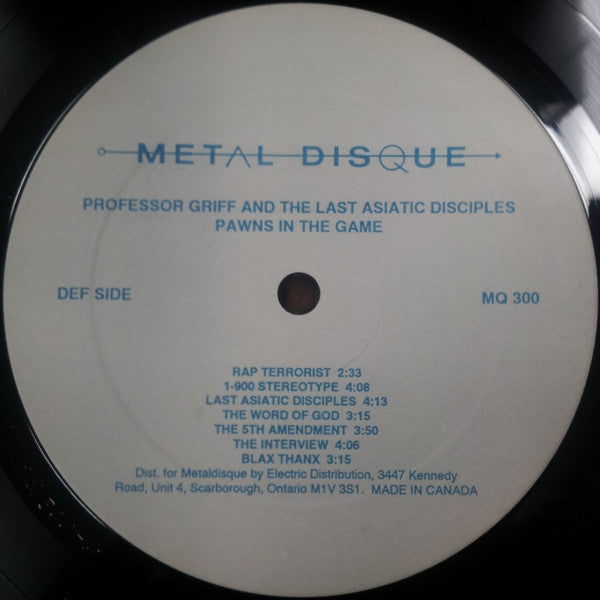 METAL DISQUE
PROFESSOR GRIFF AND THE LAST ASIATIC DISCIPLES
PAWNS IN THE GAME
DEF SIDE
MQ 300
RAP TERRORIST 2:33
1-900 STEREOTYPE 4:08
LAST ASIATIC DISCIPLES 4:13
THE WORD OF GOD 3:15
THE 5TH AMENDMENT 3:50
THE INTERVIEW 4:06
BLAX THANX 3:15
Dist. for Metaldisque by Electric Distribution, 3447 Kennedy
Road, Unit 4, Scarborough, Ontario M1V 3S1. MADE IN CANADA